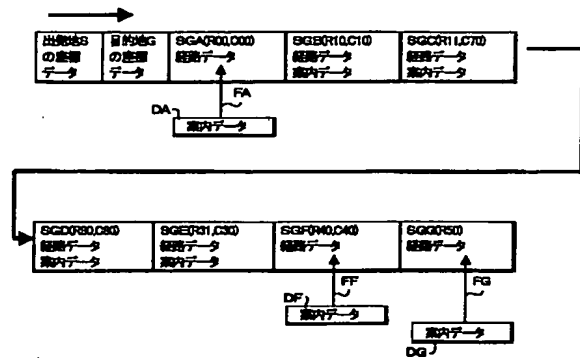 出発地S
の座標
データ
目的地G
の座標
データ
SGA(R00,C00)
経路データ
SGB(R10,C10)
経路データ
案内データ
SGC(R11,C70)
経路データ
案内データ
FA
DA
案内データ
SGD(R80,C80)
経路データ
案内データ
SGE(R31,C30)
経路データ
案内データ
SGF(R40,C40)
経路データ
SGG(R50)
経路データ
FF
DF
案内データ
FG
案内データ
DG